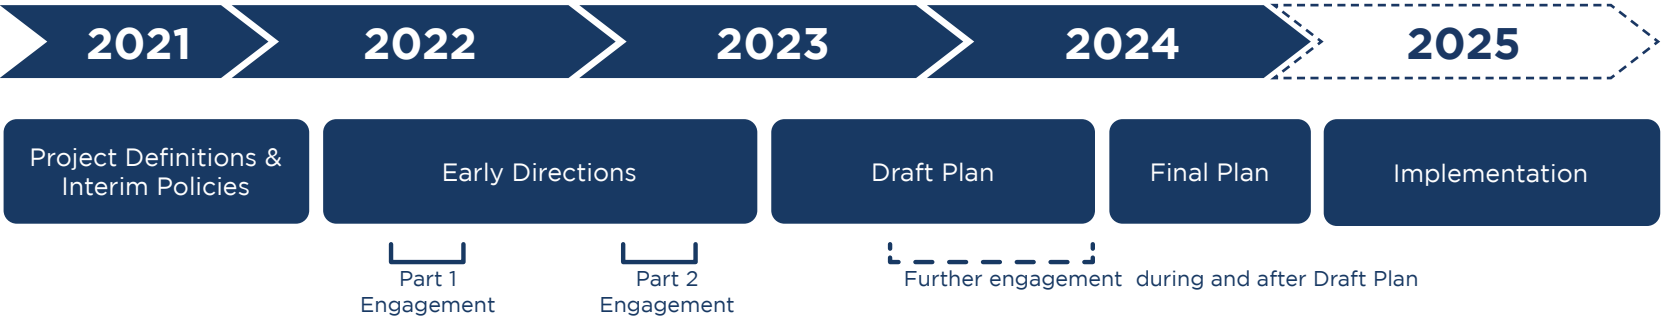 2021
2022
2023
2024
2025
Project Definitions &
Interim Policies
Early Directions
Draft Plan
Final Plan
Implementation
Part 1
Engagement
Part 2
Engagement
Further engagement during and after Draft Plan